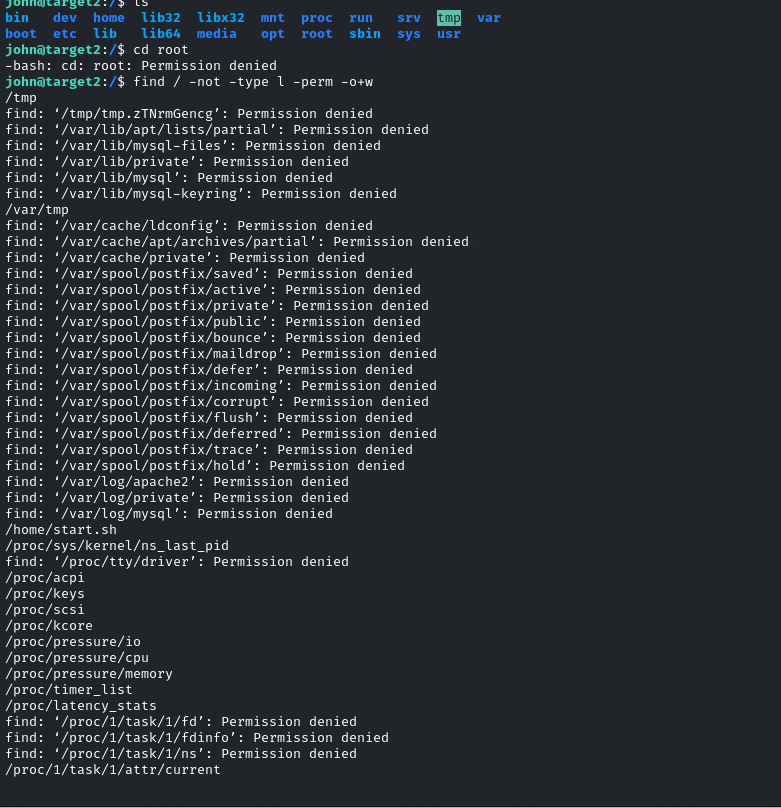 john@target2:/$ ls
bin dev home lib32 libx32 mnt proc run srv tmp var
boot etc lib lib64 media opt root sbin sys usr
john@target2:/$ cd root
-bash: cd: root: Permission denied
john@target2:/$ find / -not -type l -perm -o+w
/tmp
find: ‘/tmp/tmp.zTNrmGencg’: Permission denied
find: ‘/var/lib/apt/lists/partial’: Permission denied
find: ‘/var/lib/mysql-files’: Permission denied
find: ‘/var/lib/private’: Permission denied
find: ‘/var/lib/mysql’: Permission denied
find: ‘/var/lib/mysql-keyring’: Permission denied
/var/tmp
find: ‘/var/cache/ldconfig’: Permission denied
find: ‘/var/cache/apt/archives/partial’: Permission denied
find: ‘/var/cache/private’: Permission denied
find: ‘/var/spool/postfix/saved’: Permission denied
find: ‘/var/spool/postfix/active’: Permission denied
find: ‘/var/spool/postfix/private’: Permission denied
find: ‘/var/spool/postfix/public’: Permission denied
find: ‘/var/spool/postfix/bounce’: Permission denied
find: ‘/var/spool/postfix/maildrop’: Permission denied
find: ‘/var/spool/postfix/defer’: Permission denied
find: ‘/var/spool/postfix/incoming’: Permission denied
find: ‘/var/spool/postfix/corrupt’: Permission denied
find: ‘/var/spool/postfix/flush’: Permission denied
find: ‘/var/spool/postfix/deferred’: Permission denied
find: ‘/var/spool/postfix/trace’: Permission denied
find: ‘/var/spool/postfix/hold’: Permission denied
find: ‘/var/log/apache2’: Permission denied
find: ‘/var/log/private’: Permission denied
find: ‘/var/log/mysql’: Permission denied
/home/start.sh
/proc/sys/kernel/ns_last_pid
find: ‘/proc/tty/driver’: Permission denied
/proc/acpi
/proc/keys
/proc/scsi
/proc/kcore
/proc/pressure/io
/proc/pressure/cpu
/proc/pressure/memory
/proc/timer_list
/proc/latency_stats
find: ‘/proc/1/task/1/fd’: Permission denied
find: ‘/proc/1/task/1/fdinfo’: Permission denied
find: ‘/proc/1/task/1/ns’: Permission denied
/proc/1/task/1/attr/current